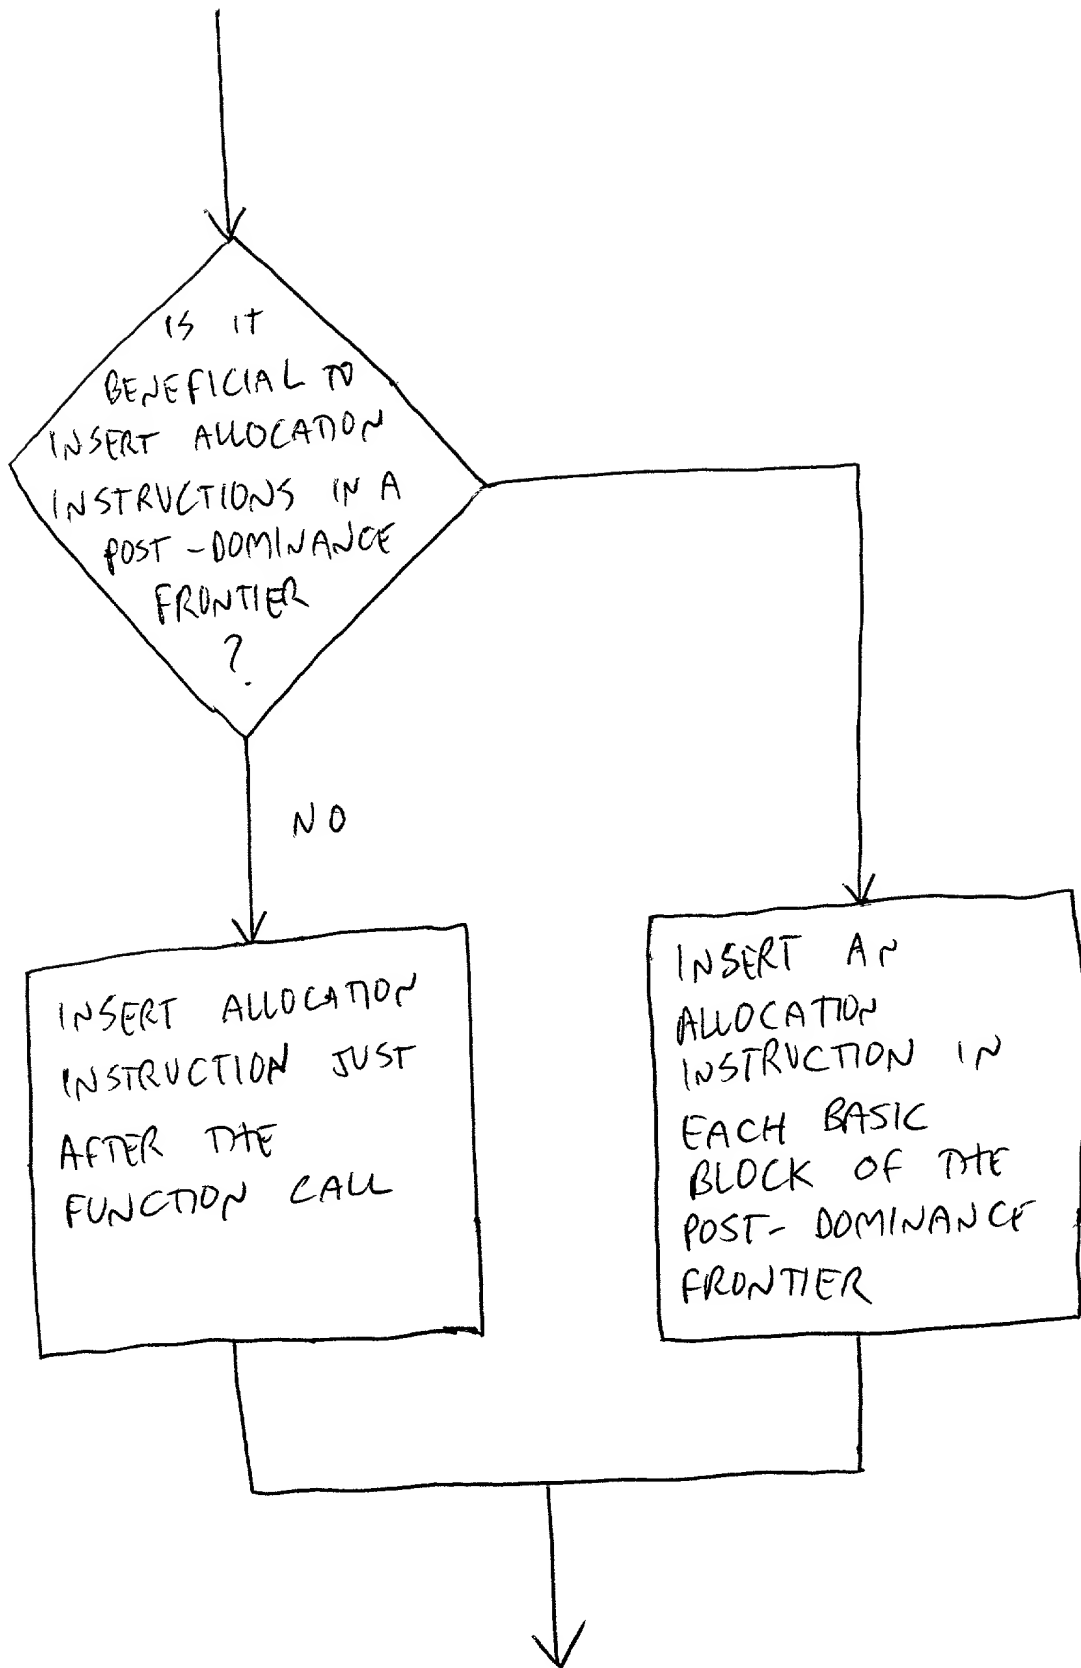 IS IT
BENEFICIAL TO
INSERT ALLOCATION
INSTRUCTIONS IN A
POST-DOMINANCE
FRONTIER
?
NO
INSERT ALLOCATION
INSTRUCTION JUST
AFTER THE
FUNCTION CALL
INSERT AN
ALLOCATION
INSTRUCTION IN
EACH BASIC
BLOCK OF THE
POST-DOMINANCE
FRONTIER